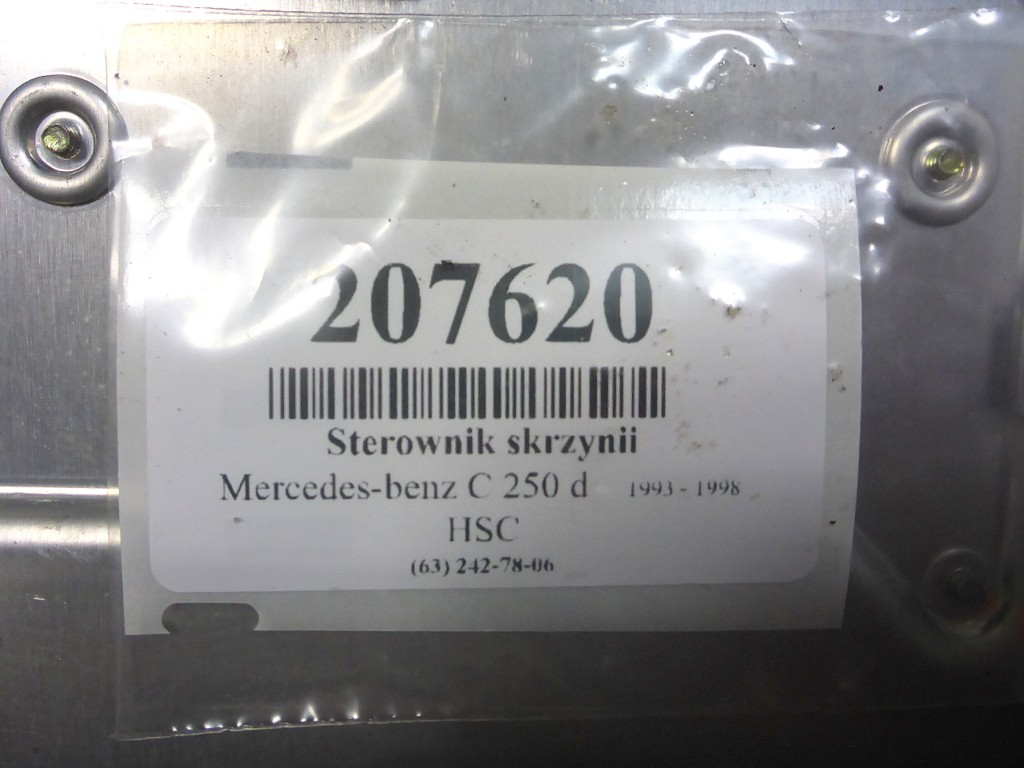 207620
Sterownik skrzynii
Mercedes-benz C 250 d 1993 - 1998
HSC
(63) 242-78-06